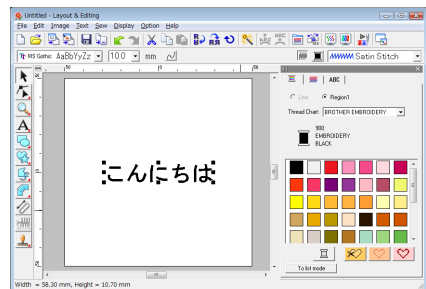 Untitled - Layout & Editing
File Edit Image Text Sew Display Option Help
MS Gothic AaBbYyZz 10.0 mm Satin Stitch
ABC
Line Region1
Thread Chart BROTHER EMBROIDERY
900
EMBROIDERY
BLACK
こんにちは
To list mode
Width = 58.30 mm, Height = 10.70 mm